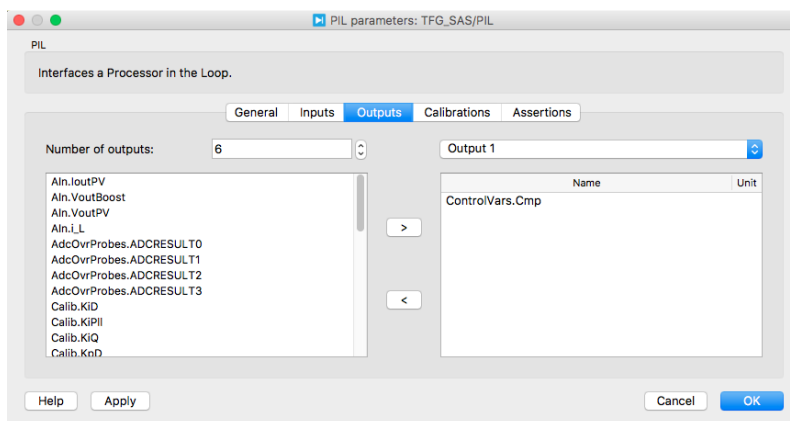 PIL parameters: TFG_SAS/PIL
PIL
Interfaces a Processor in the Loop.
General Inputs Outputs Calibrations Assertions
Number of outputs: 6 Output 1
AIn.IoutPV
AIn.VoutBoost
AIn.VoutPV
AIn.i_L
AdcOvrProbes.ADCRESULT0
AdcOvrProbes.ADCRESULT1
AdcOvrProbes.ADCRESULT2
AdcOvrProbes.ADCRESULT3
Calib.KiD
Calib.KiPll
Calib.KiQ
Calib.KpD
>
<
Name Unit
ControlVars.Cmp
Help Apply Cancel OK